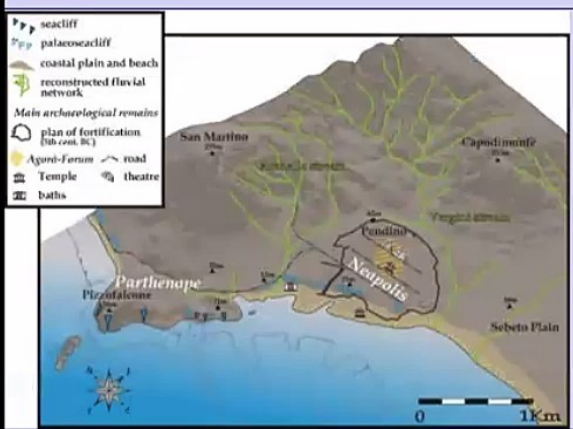 seacliff
palaeoseacliff
coastal plain and beach
reconstructed fluvial
network
Main archaeological remains
plan of fortification
(5th cent. BC)
Agorà-Forum road
Temple theatre
baths
San Martino
Capodimonte
Pendino
Neapolis
Parthenope
Pizzofalcone
Sebeto Plain
0 1Km